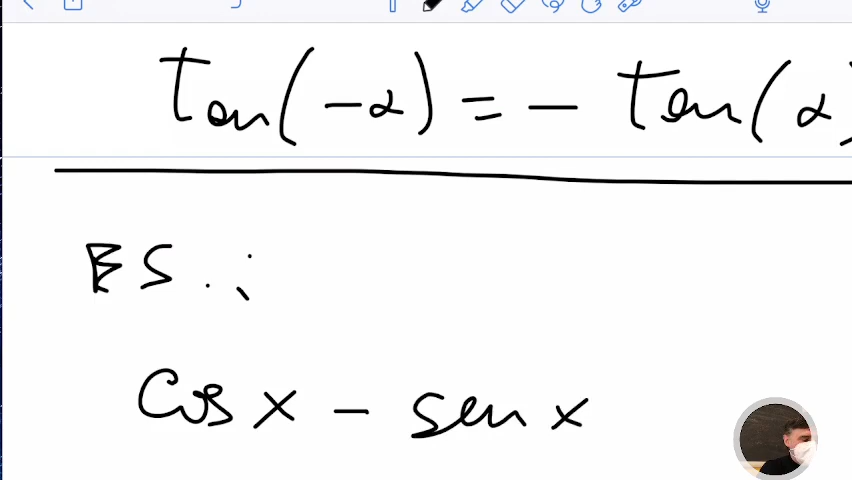 tan(-α) = - tan(α)
ES.:
cos x - sen x